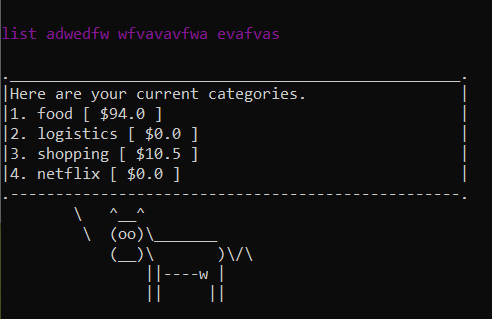 list adwedfw wfvavavfwa evafvas
.__________________________________________________.
|Here are your current categories.                 |
|1. food [ $94.0 ]                                 |
|2. logistics [ $0.0 ]                             |
|3. shopping [ $10.5 ]                             |
|4. netflix [ $0.0 ]                               |
.--------------------------------------------------.
        \   ^__^
         \  (oo)\_______
            (__)\       )\/\
                ||----w |
                ||     ||